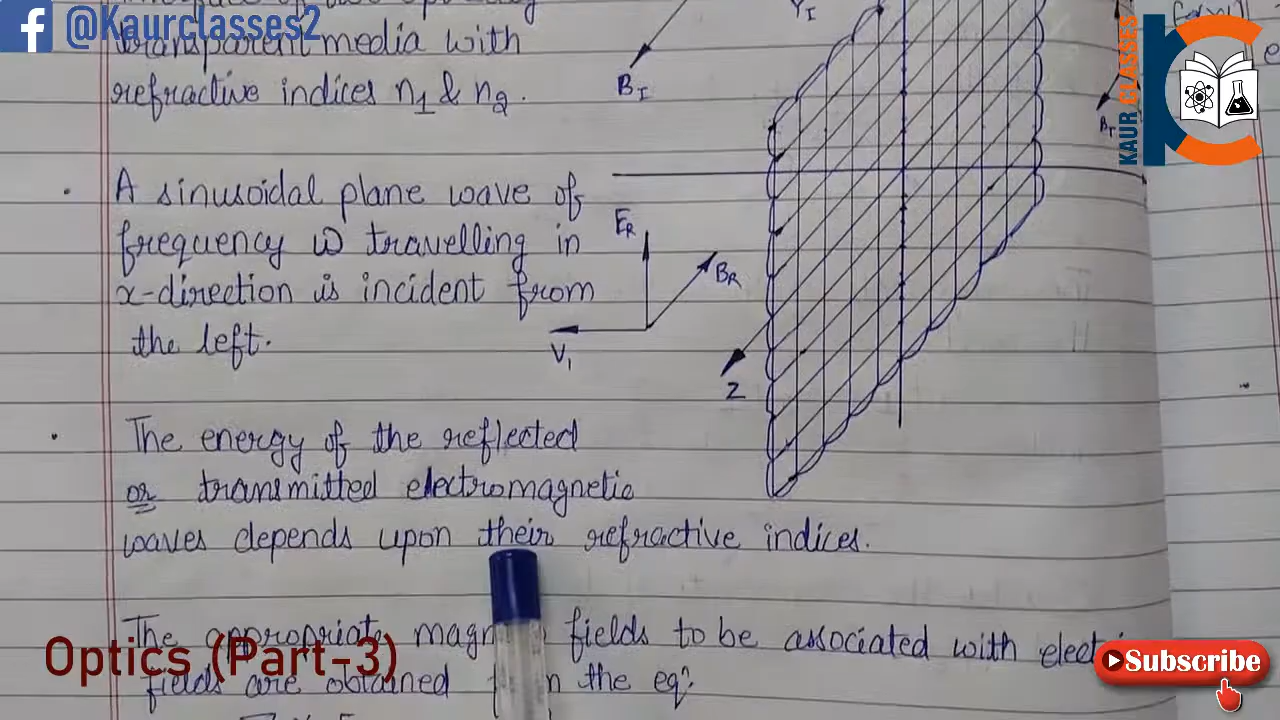 @Kaurclasses2
transparent media with
refractive indices n1 & n2.
A sinusoidal plane wave of
frequency ω travelling in
x-direction is incident from
the left.
The energy of the reflected
or transmitted electromagnetic
waves depends upon their refractive indices.
The appropriate magn fields to be associated with elect
fields are obtained the eqn
Optics (Part-3)
BI
YI
ER
BR
V1
Z
BT
KAUR CLASSES
Subscribe